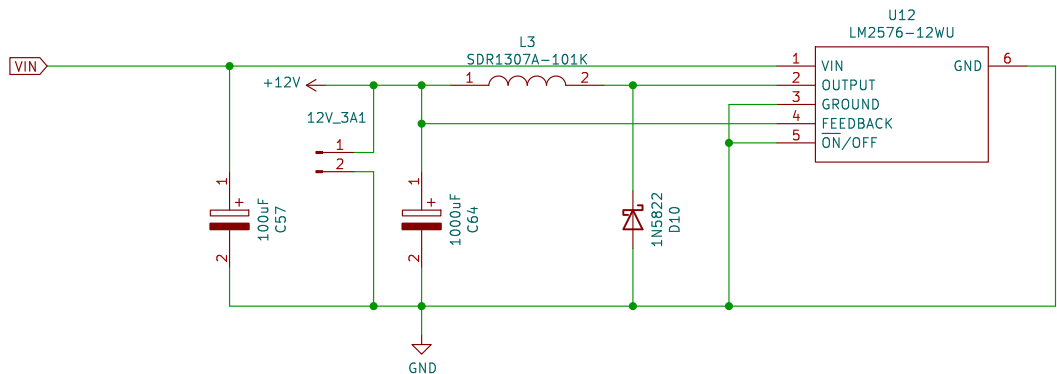 U12
LM2576-12WU
L3
SDR1307A-101K
VIN
1
VIN
GND
6
+12V
1
2
2
OUTPUT
3
GROUND
12V_3A1
4
FEEDBACK
1
5
ON/OFF
2
1
+
100uF
C57
2
1
+
1000uF
C64
2
1N5822
D10
GND